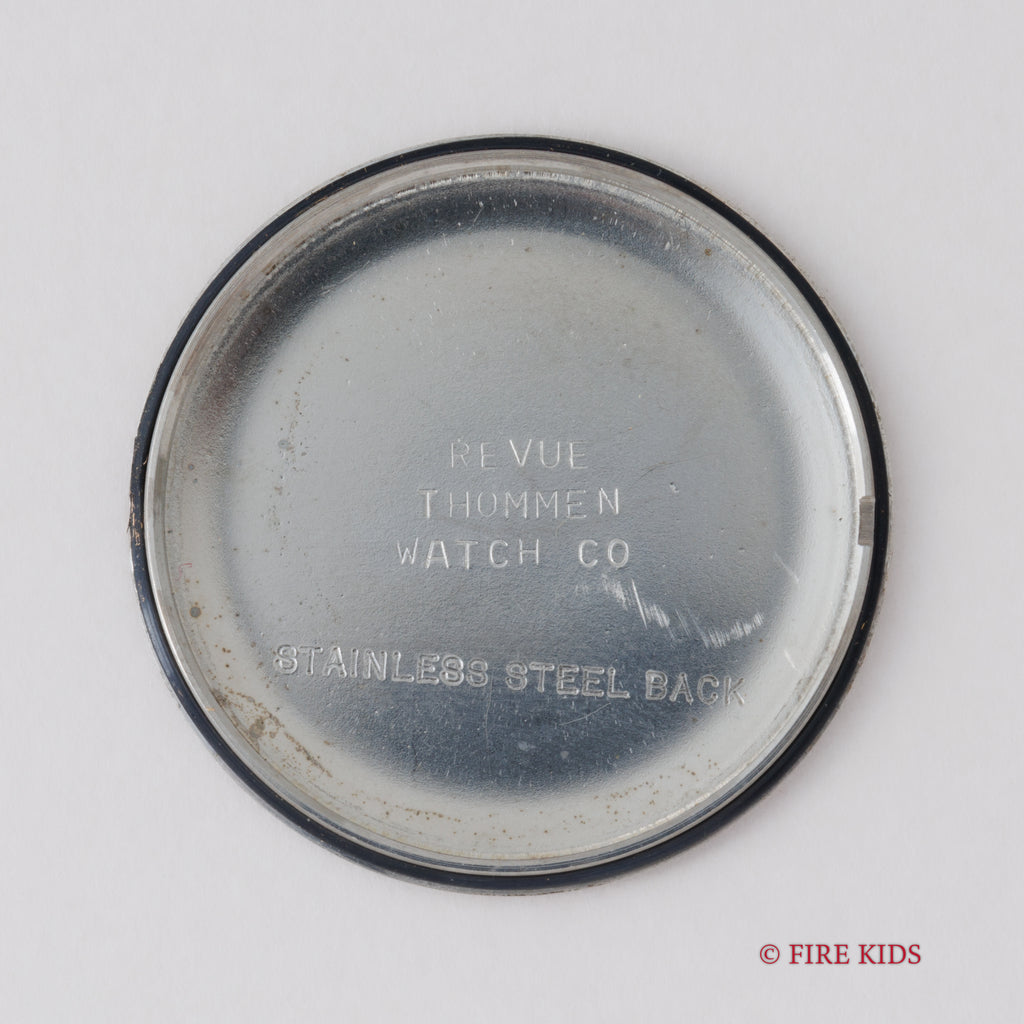 REVUE
THOMMEN
WATCH CO
STAINLESS STEEL BACK
© FIRE KIDS